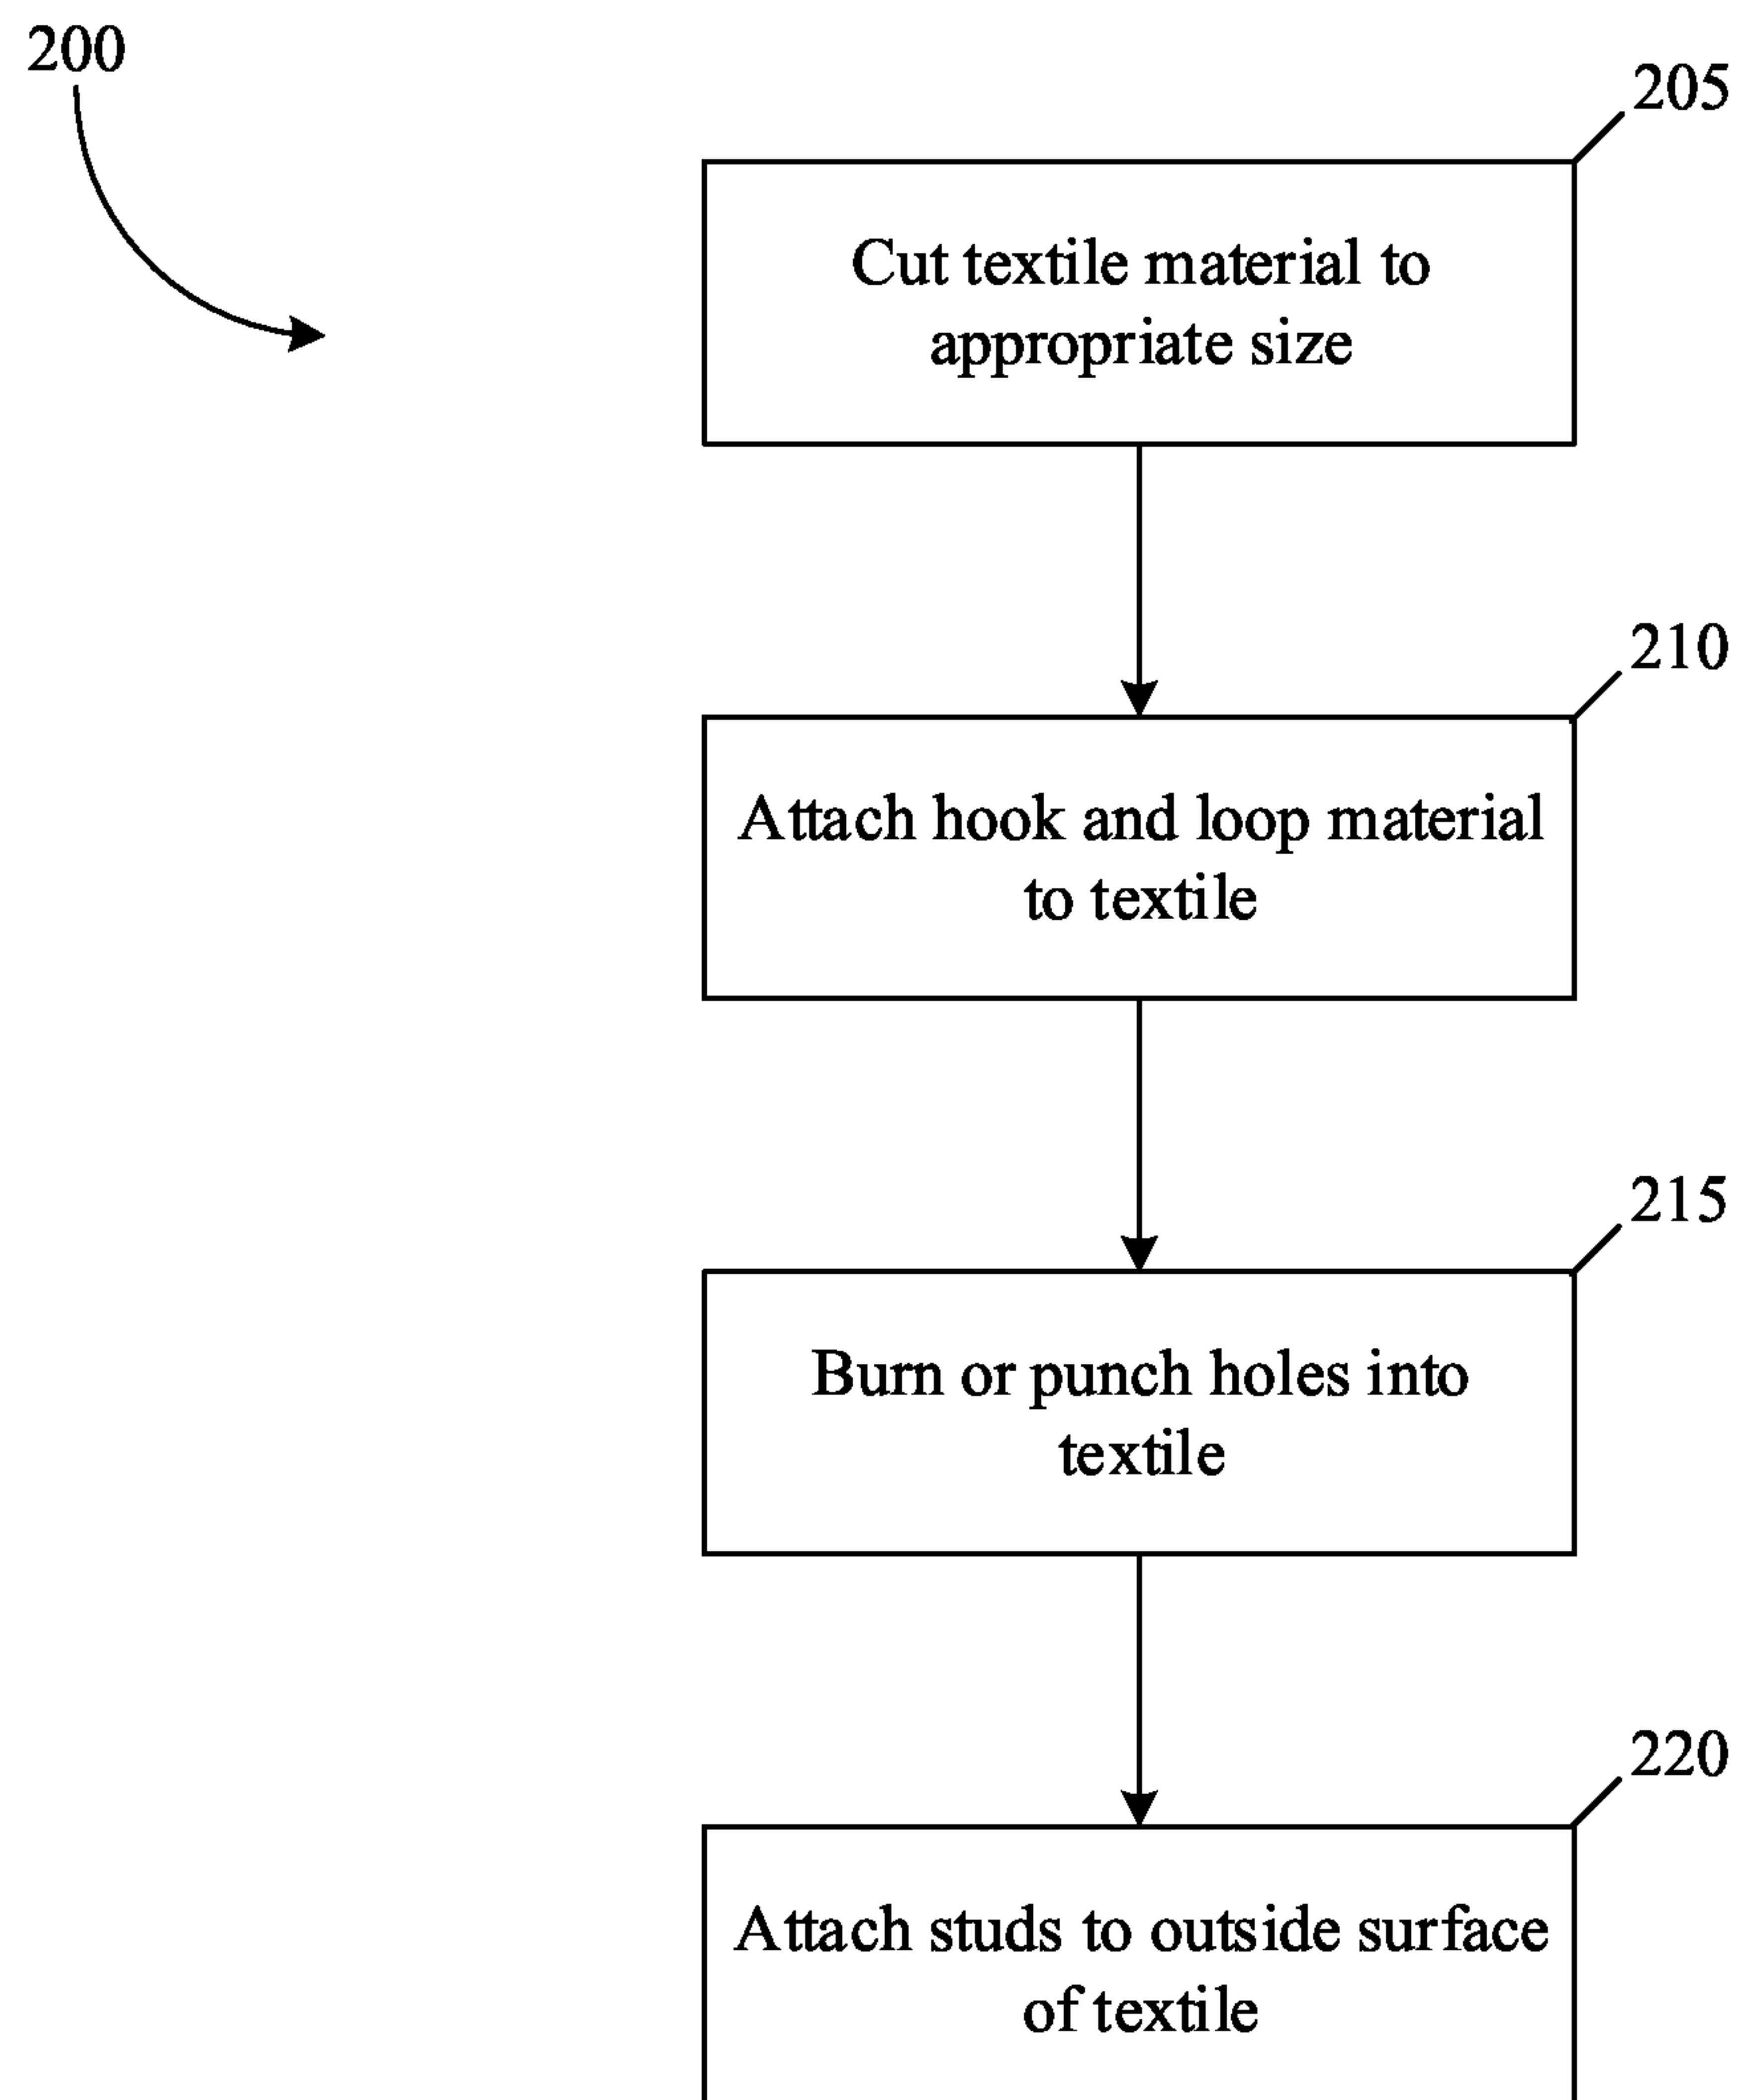 200
205
Cut textile material to
appropriate size
210
Attach hook and loop material
to textile
215
Burn or punch holes into
textile
220
Attach studs to outside surface
of textile